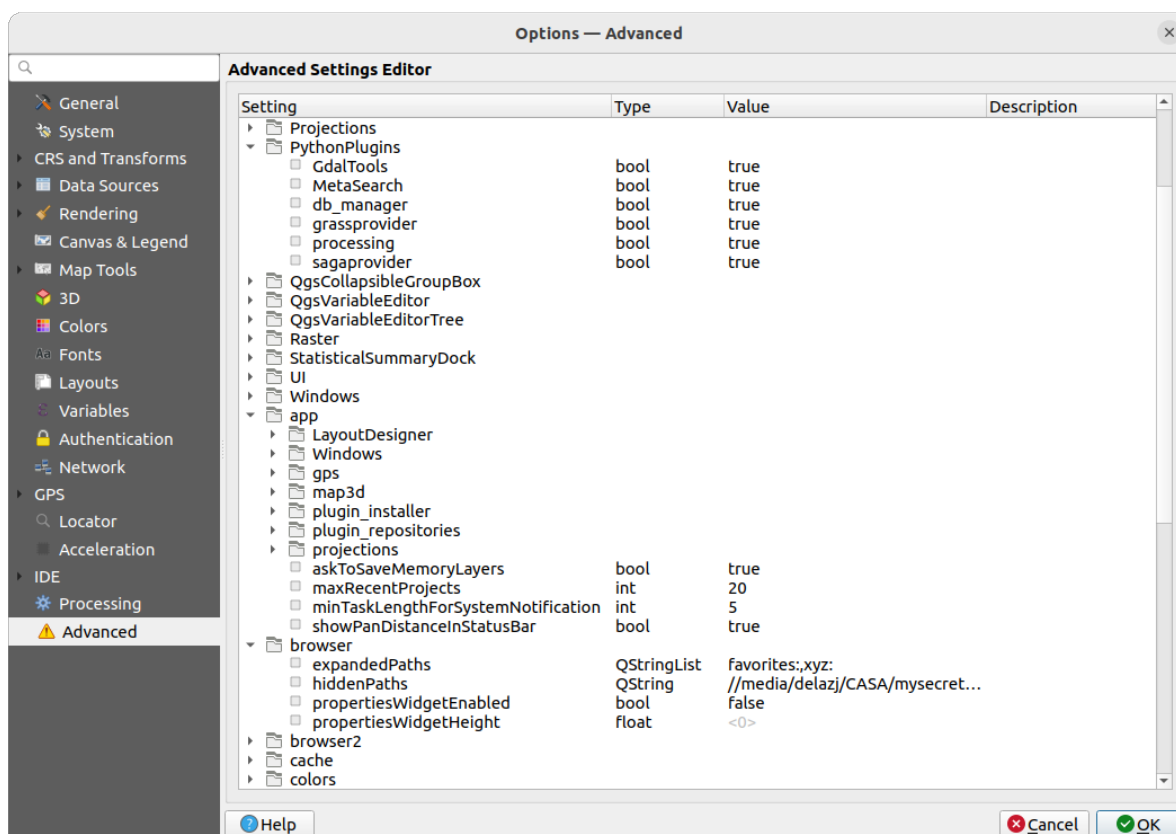 Options — Advanced
Advanced Settings Editor
General
System
CRS and Transforms
Data Sources
Rendering
Canvas & Legend
Map Tools
3D
Colors
Aa Fonts
Layouts
ε Variables
Authentication
Network
GPS
Locator
Acceleration
IDE
Processing
Advanced
Setting Type Value Description
Projections
PythonPlugins
GdalTools bool true
MetaSearch bool true
db_manager bool true
grassprovider bool true
processing bool true
sagaprovider bool true
QgsCollapsibleGroupBox
QgsVariableEditor
QgsVariableEditorTree
Raster
StatisticalSummaryDock
UI
Windows
app
LayoutDesigner
Windows
gps
map3d
plugin_installer
plugin_repositories
projections
askToSaveMemoryLayers bool true
maxRecentProjects int 20
minTaskLengthForSystemNotification int 5
showPanDistanceInStatusBar bool true
browser
expandedPaths QStringList favorites:,xyz:
hiddenPaths QString //media/delazj/CASA/mysecret...
propertiesWidgetEnabled bool false
propertiesWidgetHeight float <0>
browser2
cache
colors
Help Cancel OK